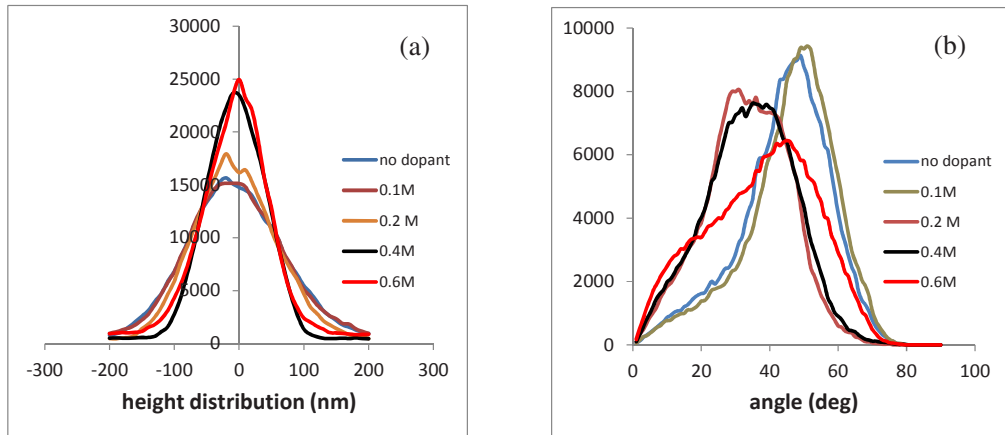 (a)
30000
25000
20000
15000
10000
5000
0
-300
-200
-100
0
100
200
300
height distribution (nm)
no dopant
0.1M
0.2 M
0.4M
0.6M
(b)
10000
8000
6000
4000
2000
0
0
20
40
60
80
100
angle (deg)
no dopant
0.1M
0.2 M
0.4M
0.6M